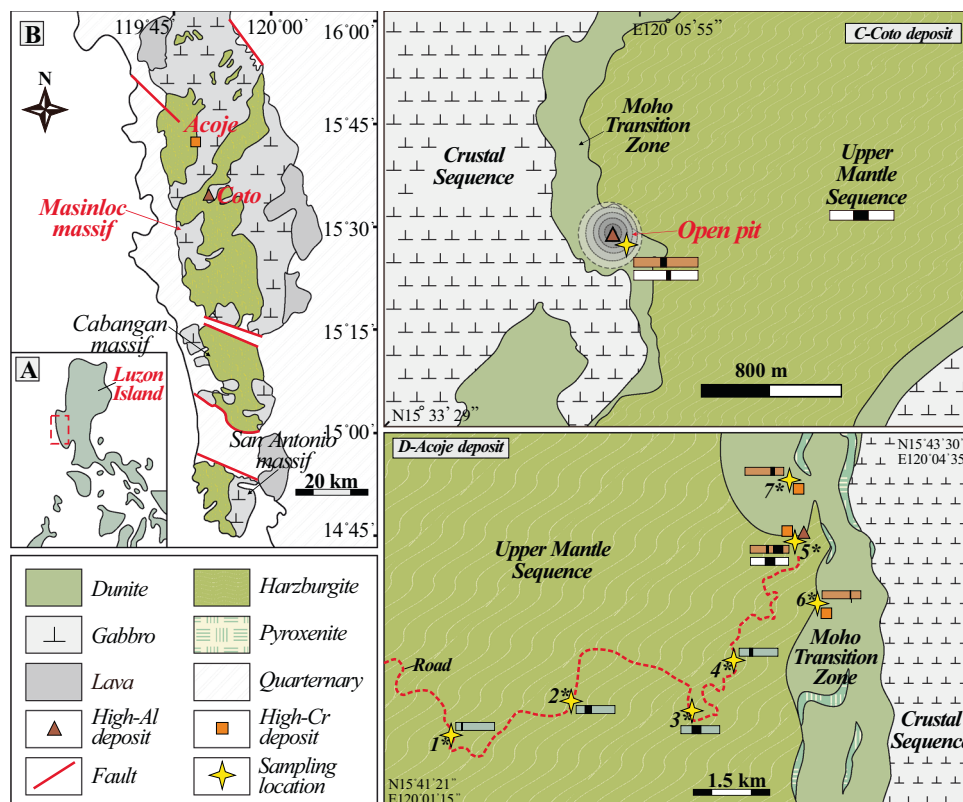 B
119°45'
120°00'
16°00'
N
15°45'
15°30'
15°15'
15°00'
14°45'
Acoje
Coto
Masinloc
massif
Cabangan
massif
San Antonio
massif
20 km
A
Luzon
Island
E120°05'55"
C-Coto deposit
Moho
Transition
Zone
Crustal
Sequence
Upper
Mantle
Sequence
Open pit
800 m
N15°33'29"
D-Acoje deposit
N15°43'30"
E120°04'35"
7*
Upper Mantle
Sequence
5*
6*
Moho
Transition
Zone
4*
Road
2*
3*
1*
Crustal
Sequence
1.5 km
N15°41'21"
E120°01'15"
Dunite
Harzburgite
Gabbro
Pyroxenite
Lava
Quarternary
High-Al
deposit
High-Cr
deposit
Fault
Sampling
location